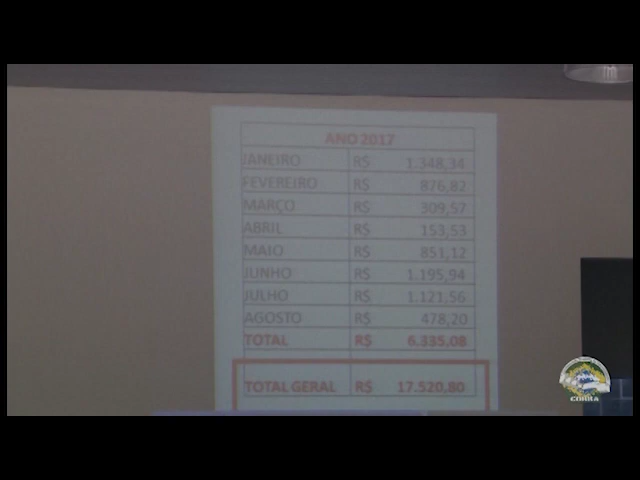 ANO 2017
JANEIRO R$ 1.348,34
FEVEREIRO R$ 876,82
MARÇO R$ 309,57
ABRIL R$ 153,53
MAIO R$ 851,12
JUNHO R$ 1.195,94
JULHO R$ 1.121,56
AGOSTO R$ 478,20
TOTAL R$ 6.335,08
TOTAL GERAL R$ 17.520,80